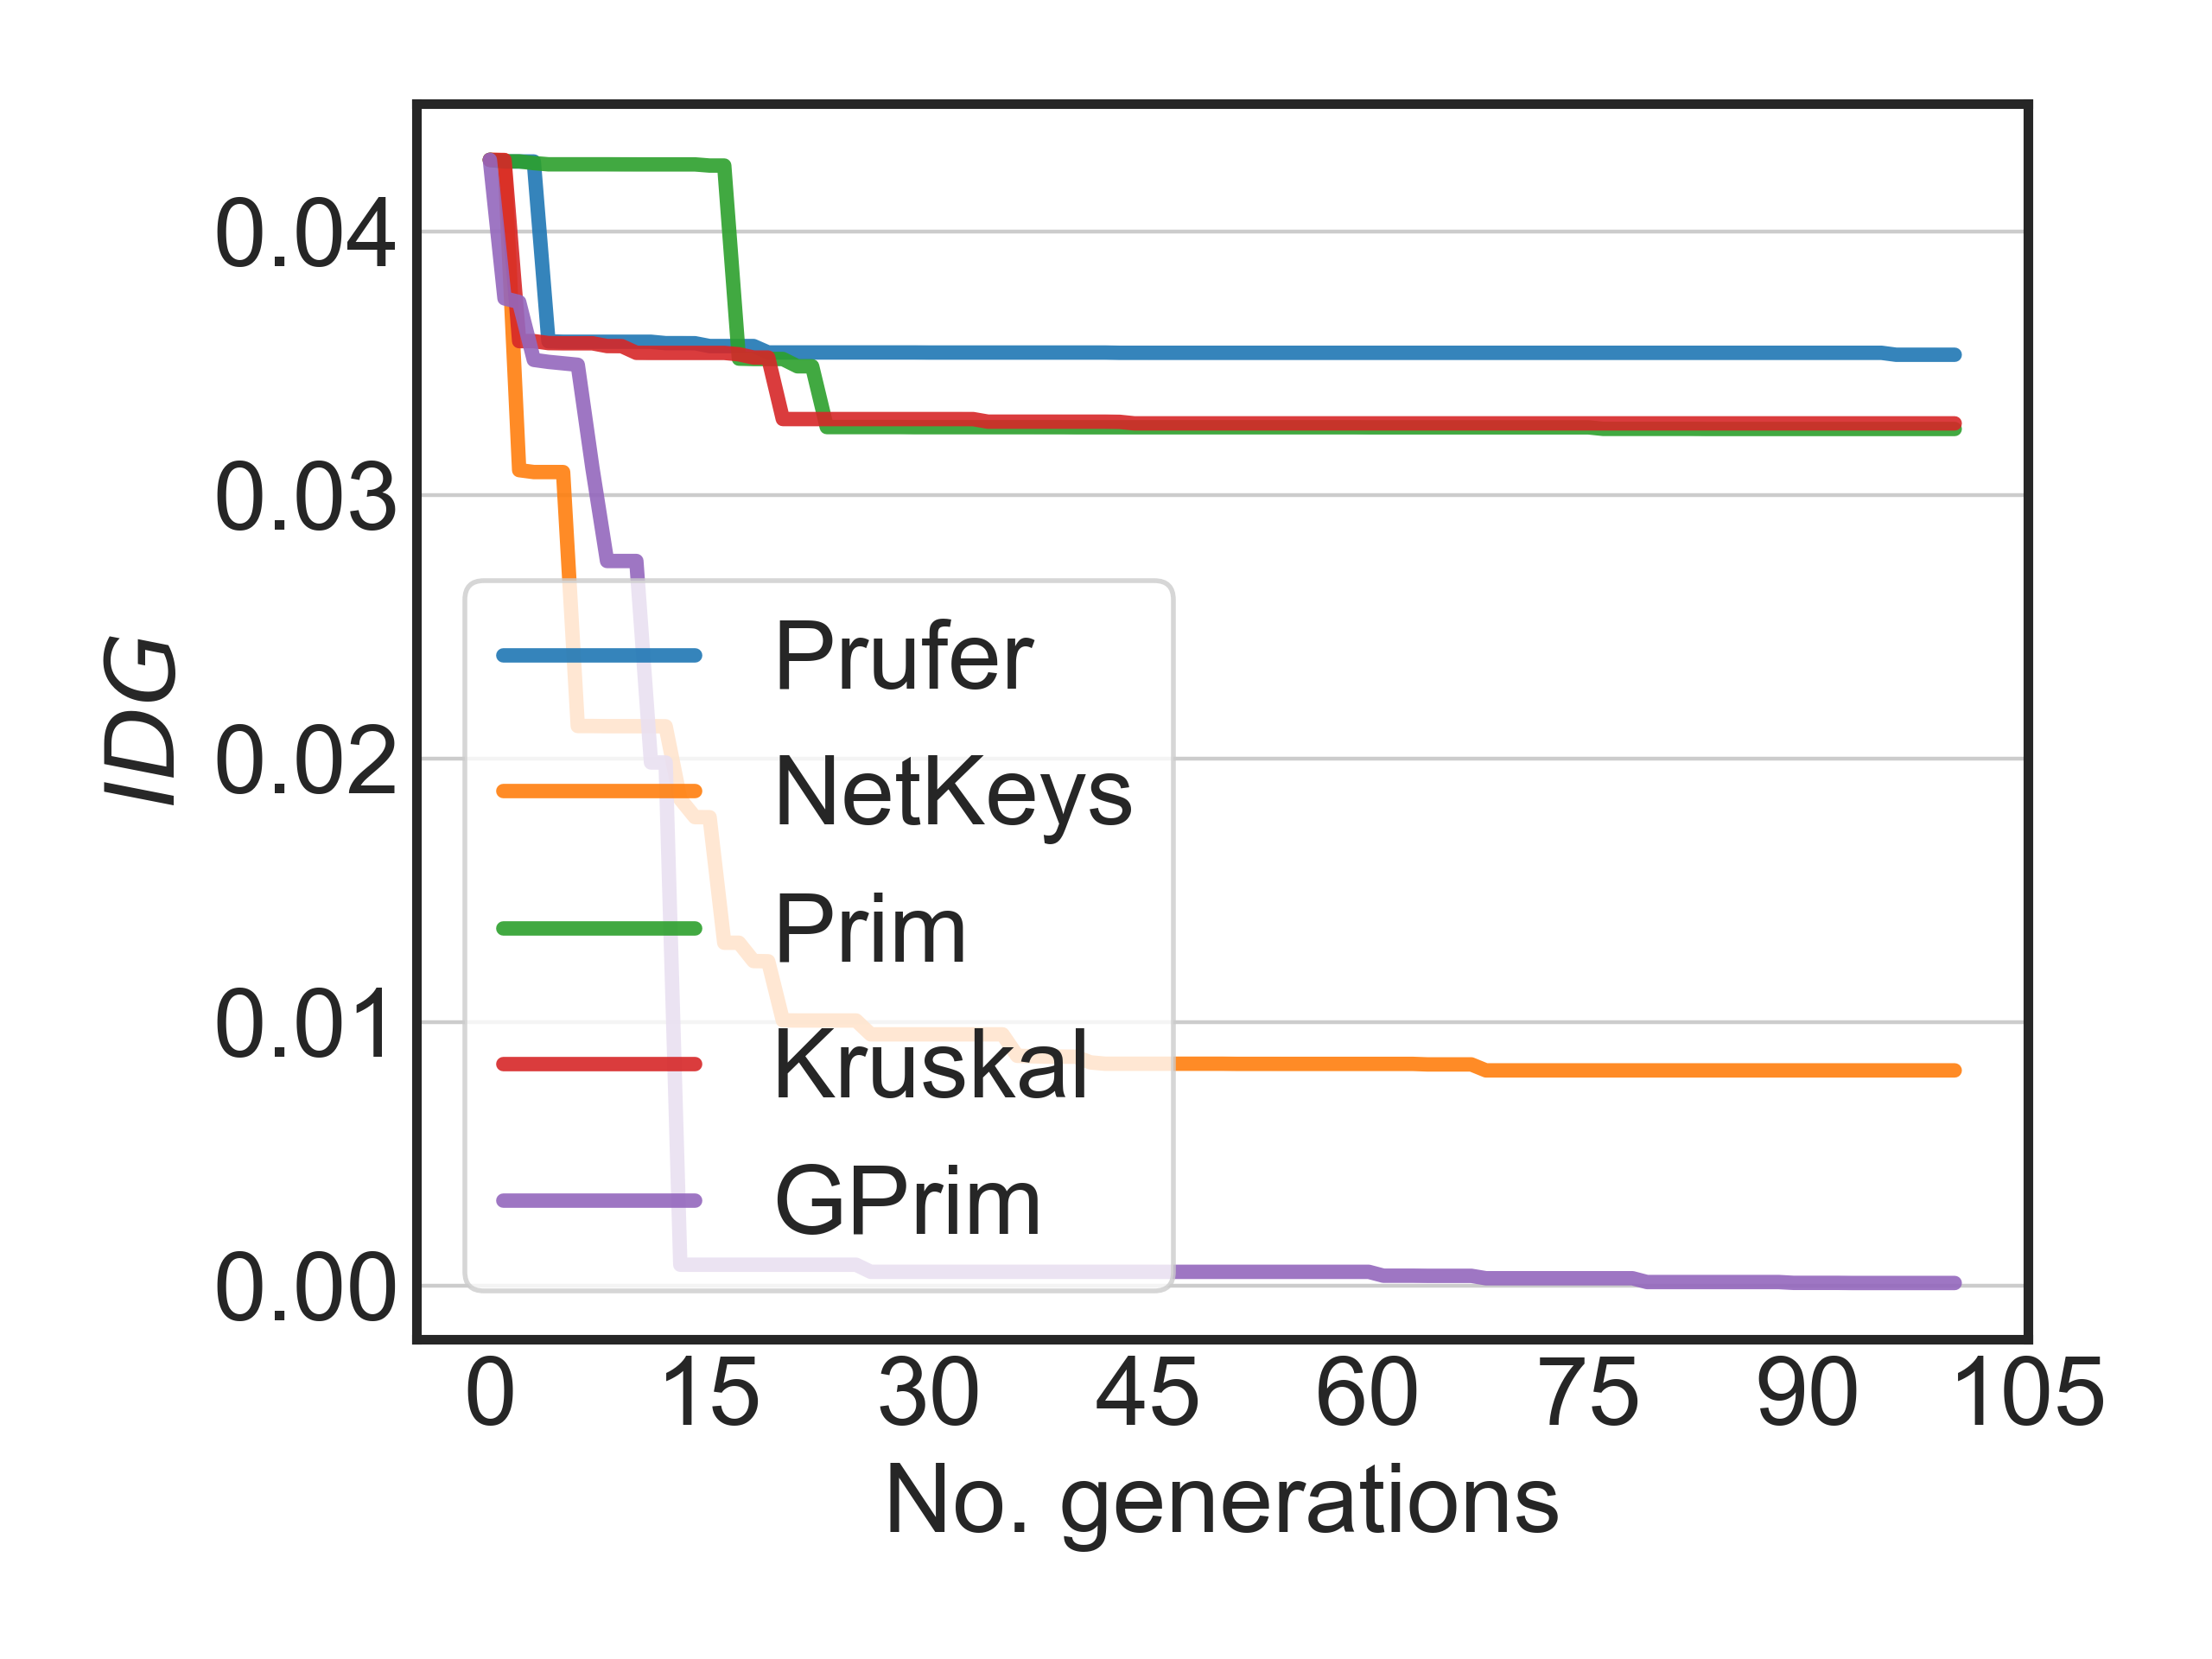 0.04
0.03
0.02
0.01
0.00
IDG
Prufer
NetKeys
Prim
Kruskal
GPrim
0 15 30 45 60 75 90 105
No. generations